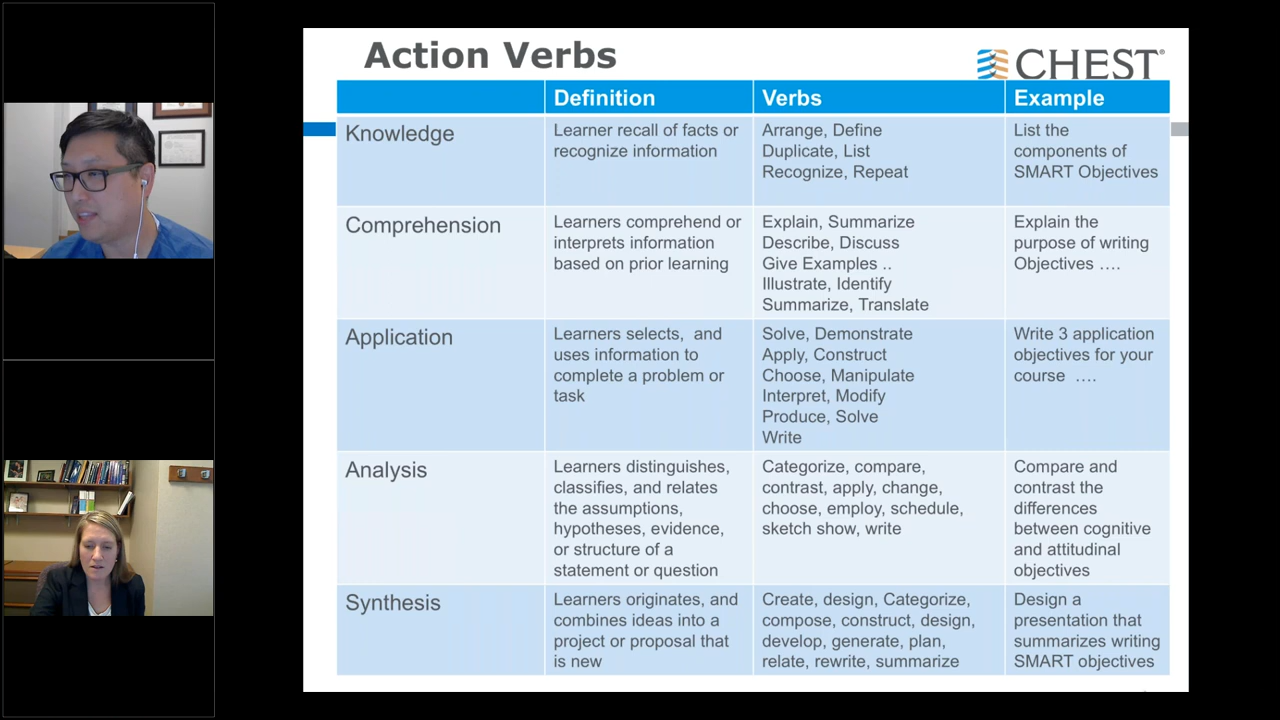 Action Verbs
CHEST
Definition
Verbs
Example
Knowledge
Learner recall of facts or
recognize information
Arrange, Define
Duplicate, List
Recognize, Repeat
List the
components of
SMART Objectives
Comprehension
Learners comprehend or
interprets information
based on prior learning
Explain, Summarize
Describe, Discuss
Give Examples ..
Illustrate, Identify
Summarize, Translate
Explain the
purpose of writing
Objectives ....
Application
Learners selects, and
uses information to
complete a problem or
task
Solve, Demonstrate
Apply, Construct
Choose, Manipulate
Interpret, Modify
Produce, Solve
Write
Write 3 application
objectives for your
course ....
Analysis
Learners distinguishes,
classifies, and relates
the assumptions,
hypotheses, evidence,
or structure of a
statement or question
Categorize, compare,
contrast, apply, change,
choose, employ, schedule,
sketch show, write
Compare and
contrast the
differences
between cognitive
and attitudinal
objectives
Synthesis
Learners originates, and
combines ideas into a
project or proposal that
is new
Create, design, Categorize,
compose, construct, design,
develop, generate, plan,
relate, rewrite, summarize
Design a
presentation that
summarizes writing
SMART objectives